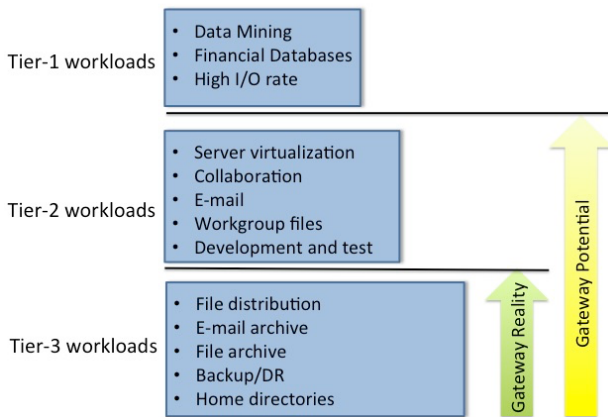 Tier-1 workloads
• Data Mining
• Financial Databases
• High I/O rate
Tier-2 workloads
• Server virtualization
• Collaboration
• E-mail
• Workgroup files
• Development and test
Tier-3 workloads
• File distribution
• E-mail archive
• File archive
• Backup/DR
• Home directories
Gateway Reality
Gateway Potential